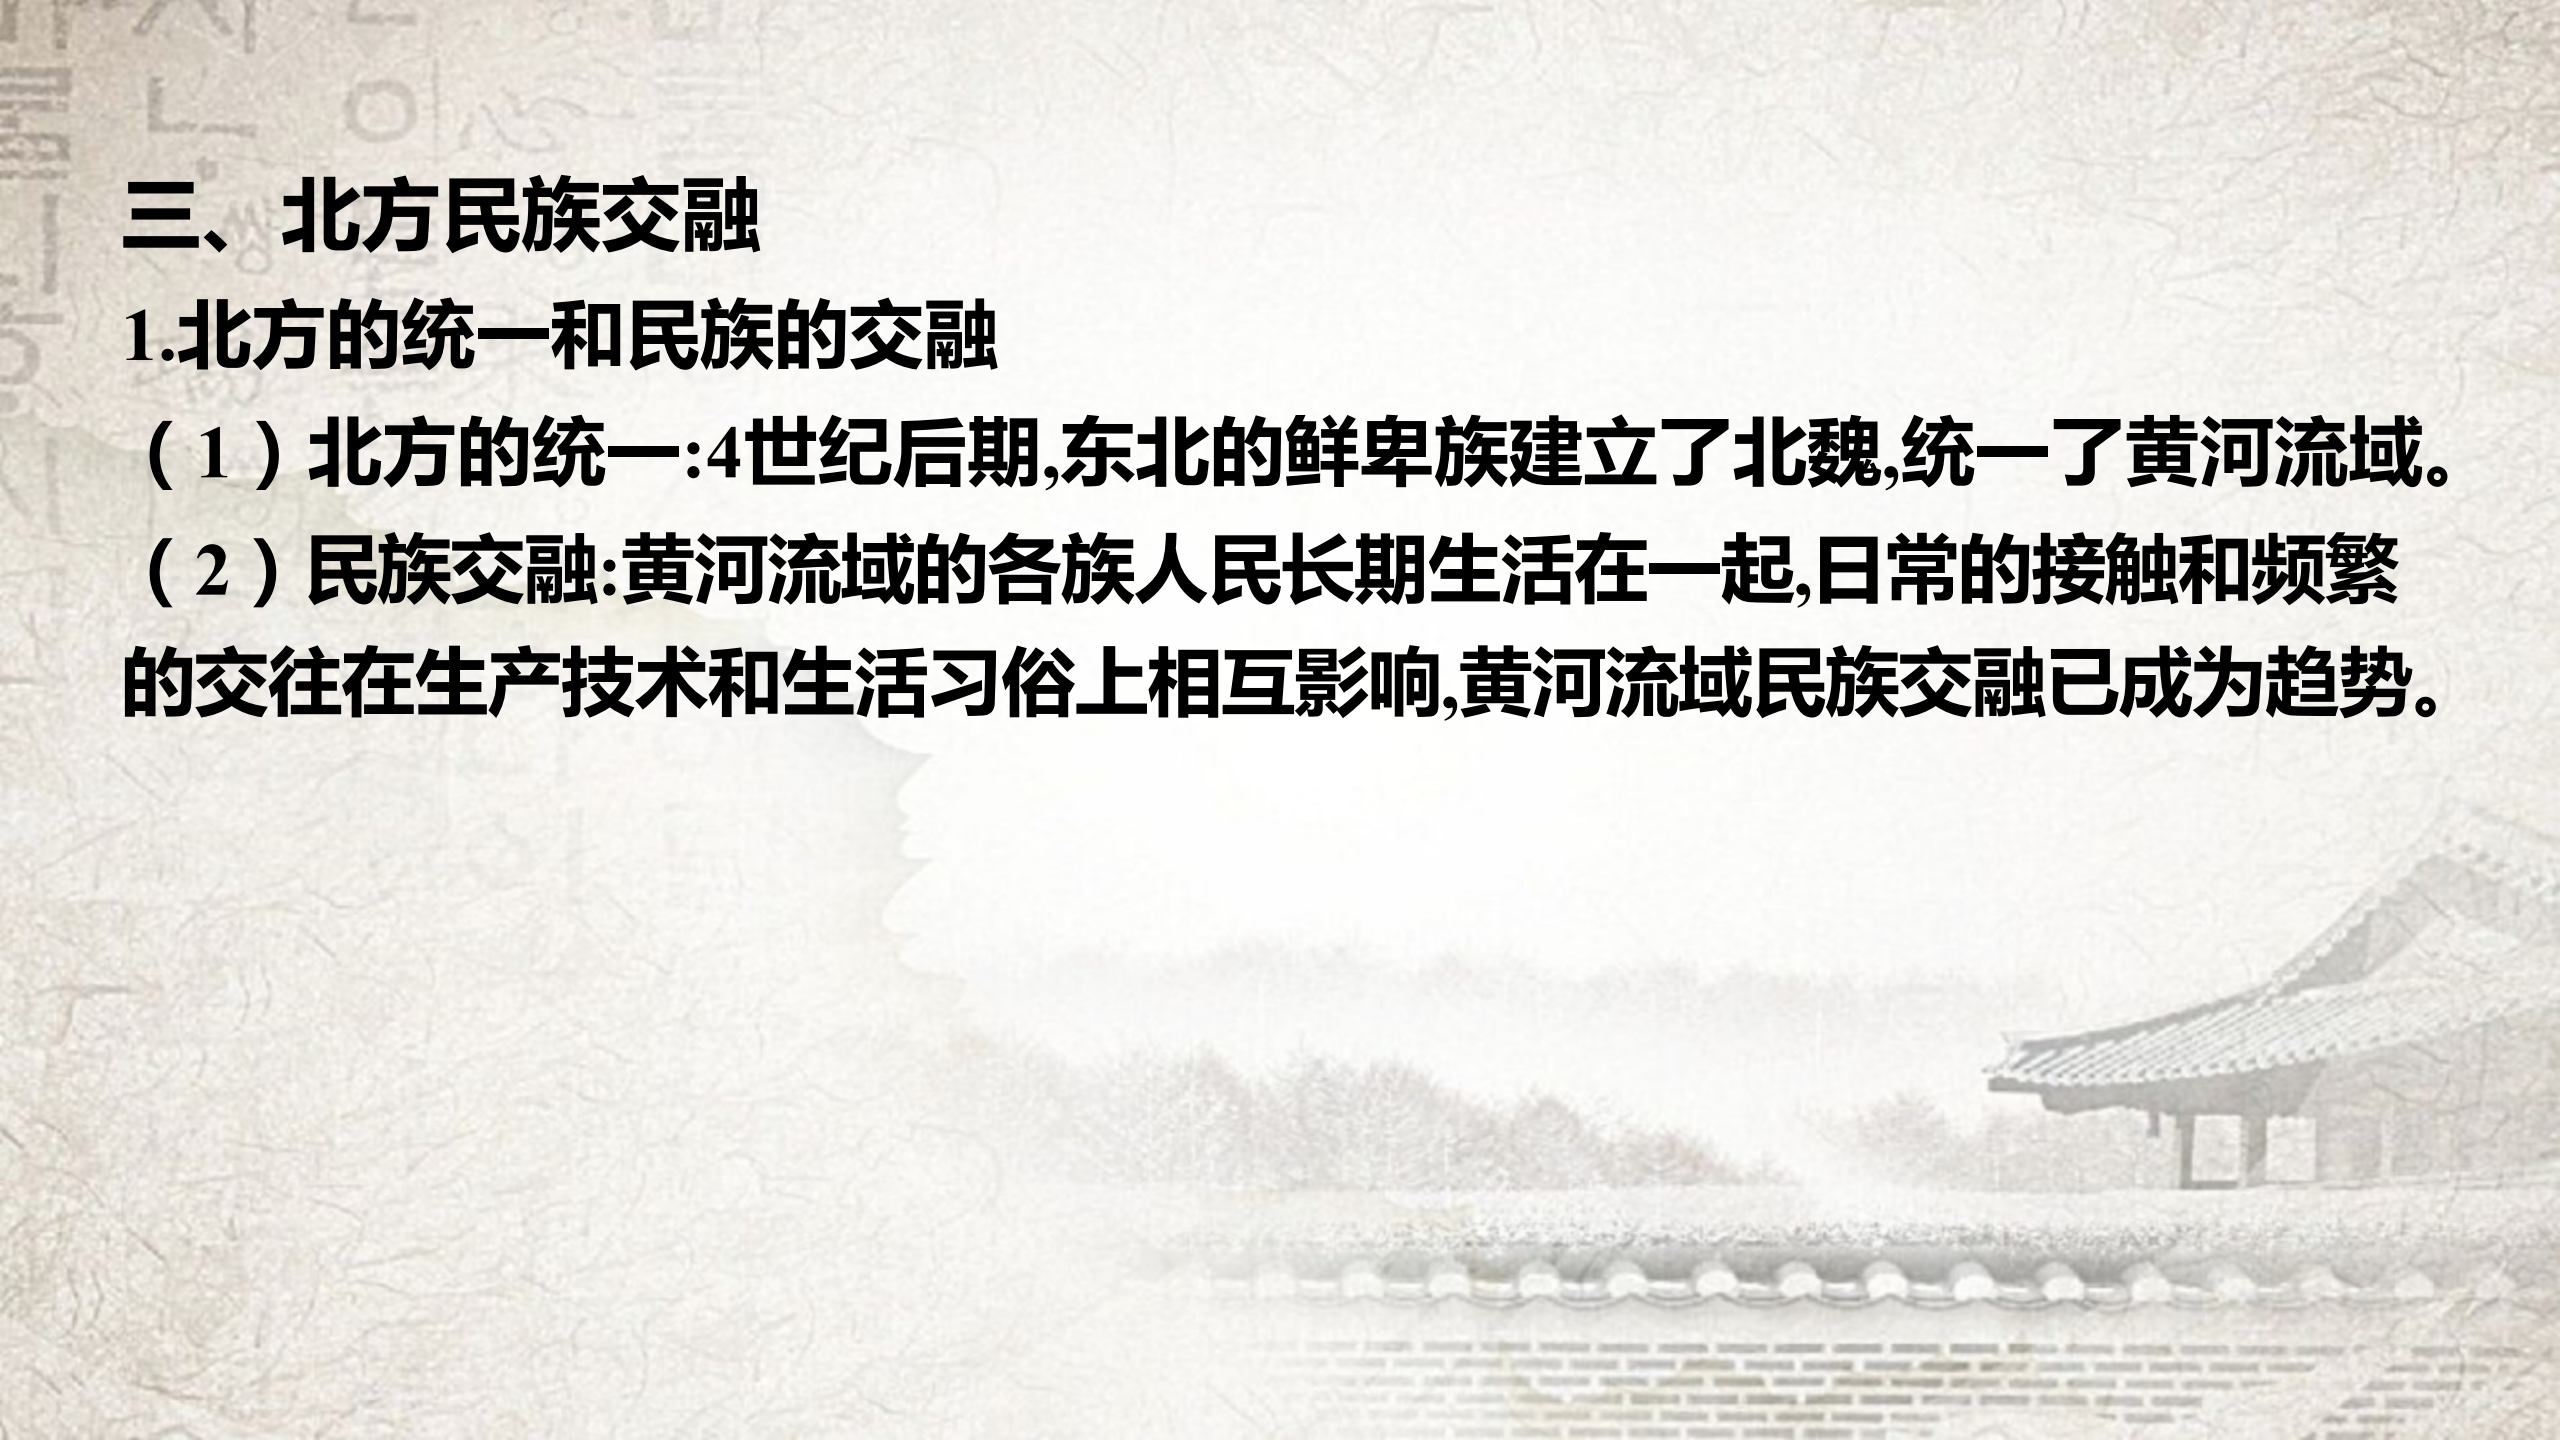 三、北方民族交融
1.北方的统一和民族的交融
（1）北方的统一:4世纪后期,东北的鲜卑族建立了北魏,统一了黄河流域。
（2）民族交融:黄河流域的各族人民长期生活在一起,日常的接触和频繁
的交往在生产技术和生活习俗上相互影响,黄河流域民族交融已成为趋势。